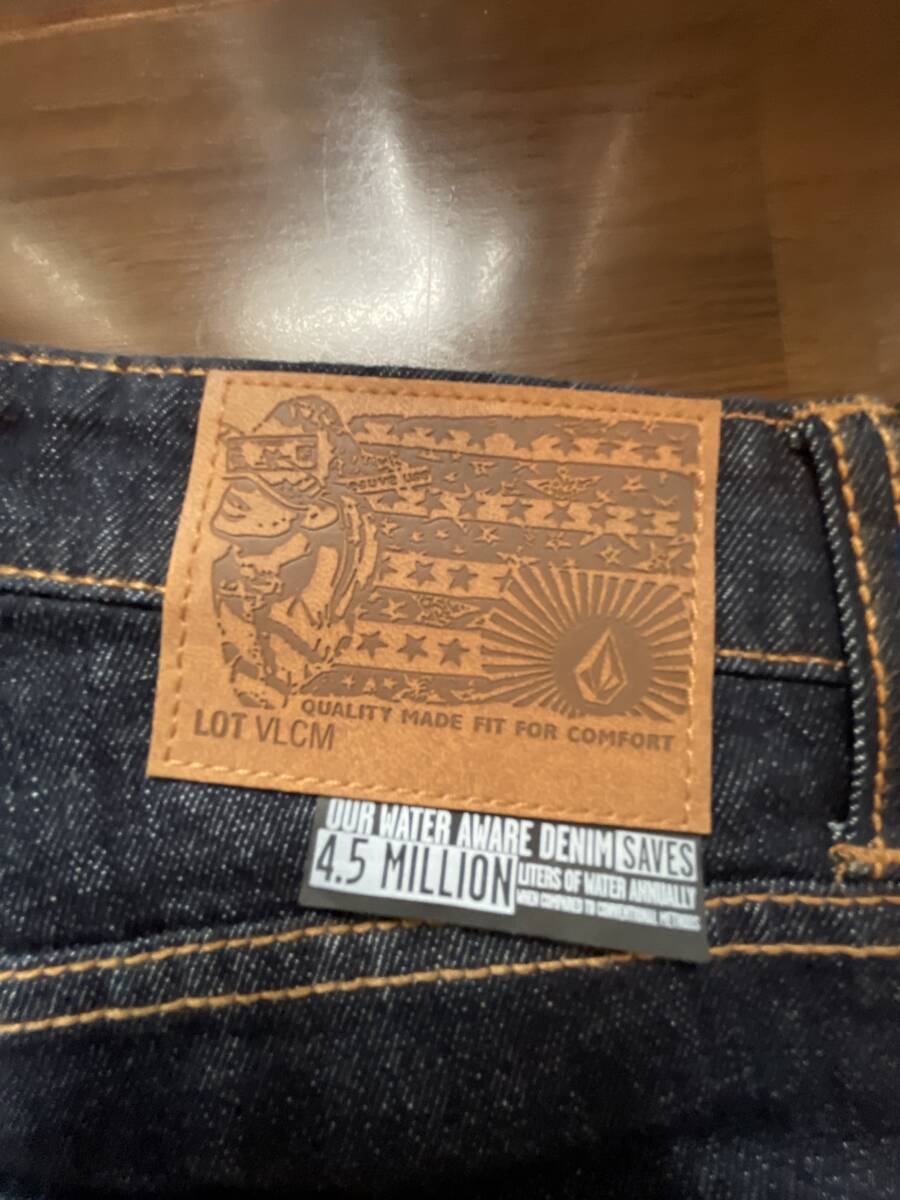 LOT VLCM
QUALITY MADE FIT FOR COMFORT
OUR WATER AWARE DENIM SAVES
4.5 MILLION LITERS OF WATER ANNUALLY
WHEN COMPARED TO CONVENTIONAL METHODS